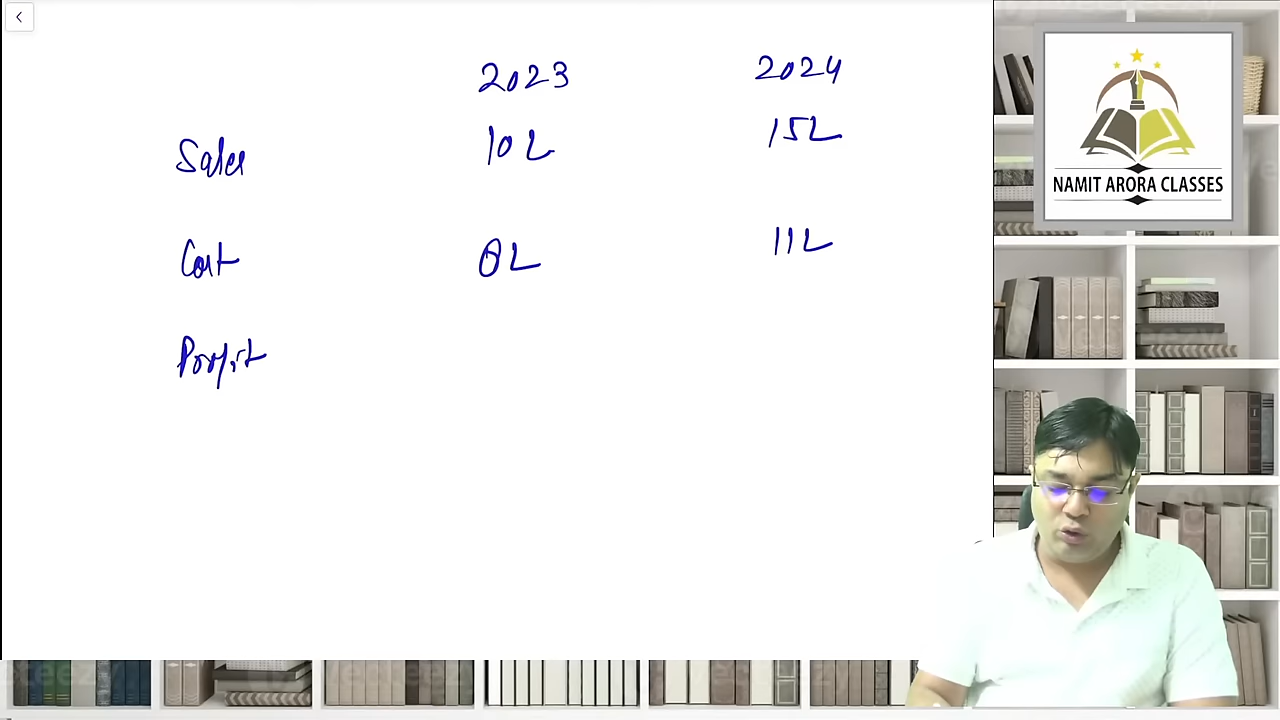 2023 2024
Sales 10L 15L
Cost 8L 11L
Profit
NAMIT ARORA CLASSES